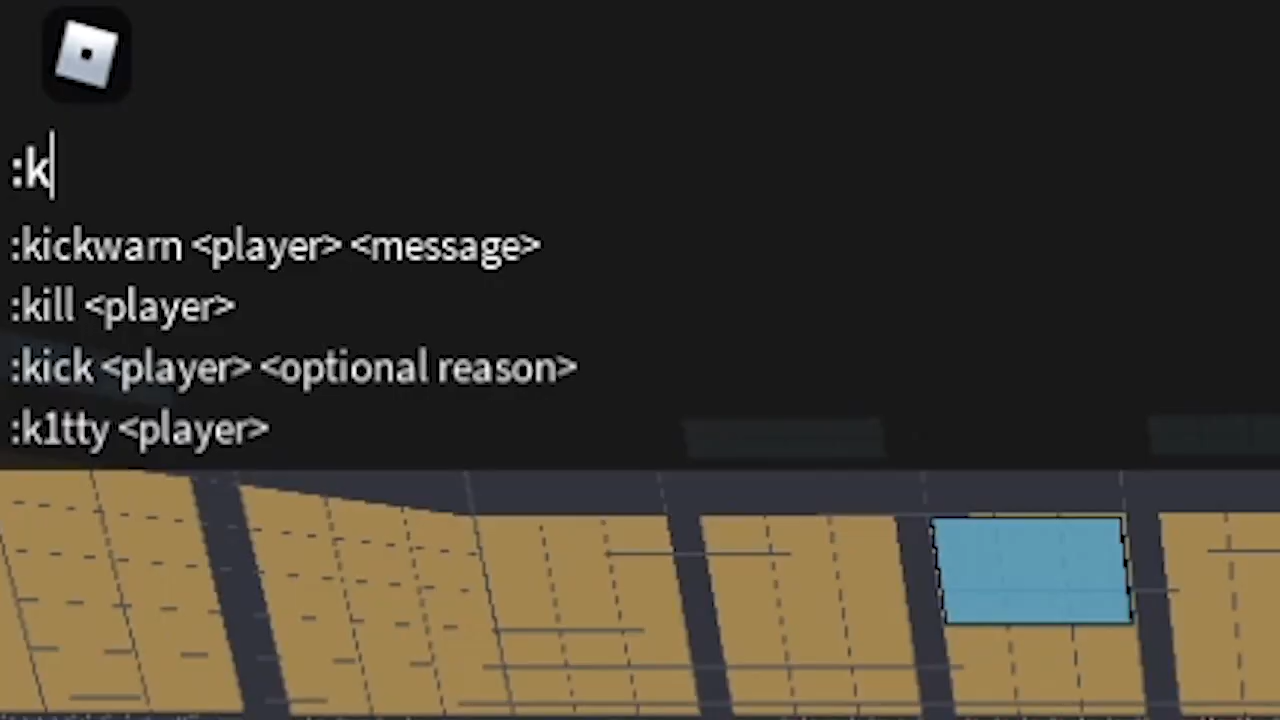 :k
:kickwarn <player> <message>
:kill <player>
:kick <player> <optional reason>
:k1tty <player>